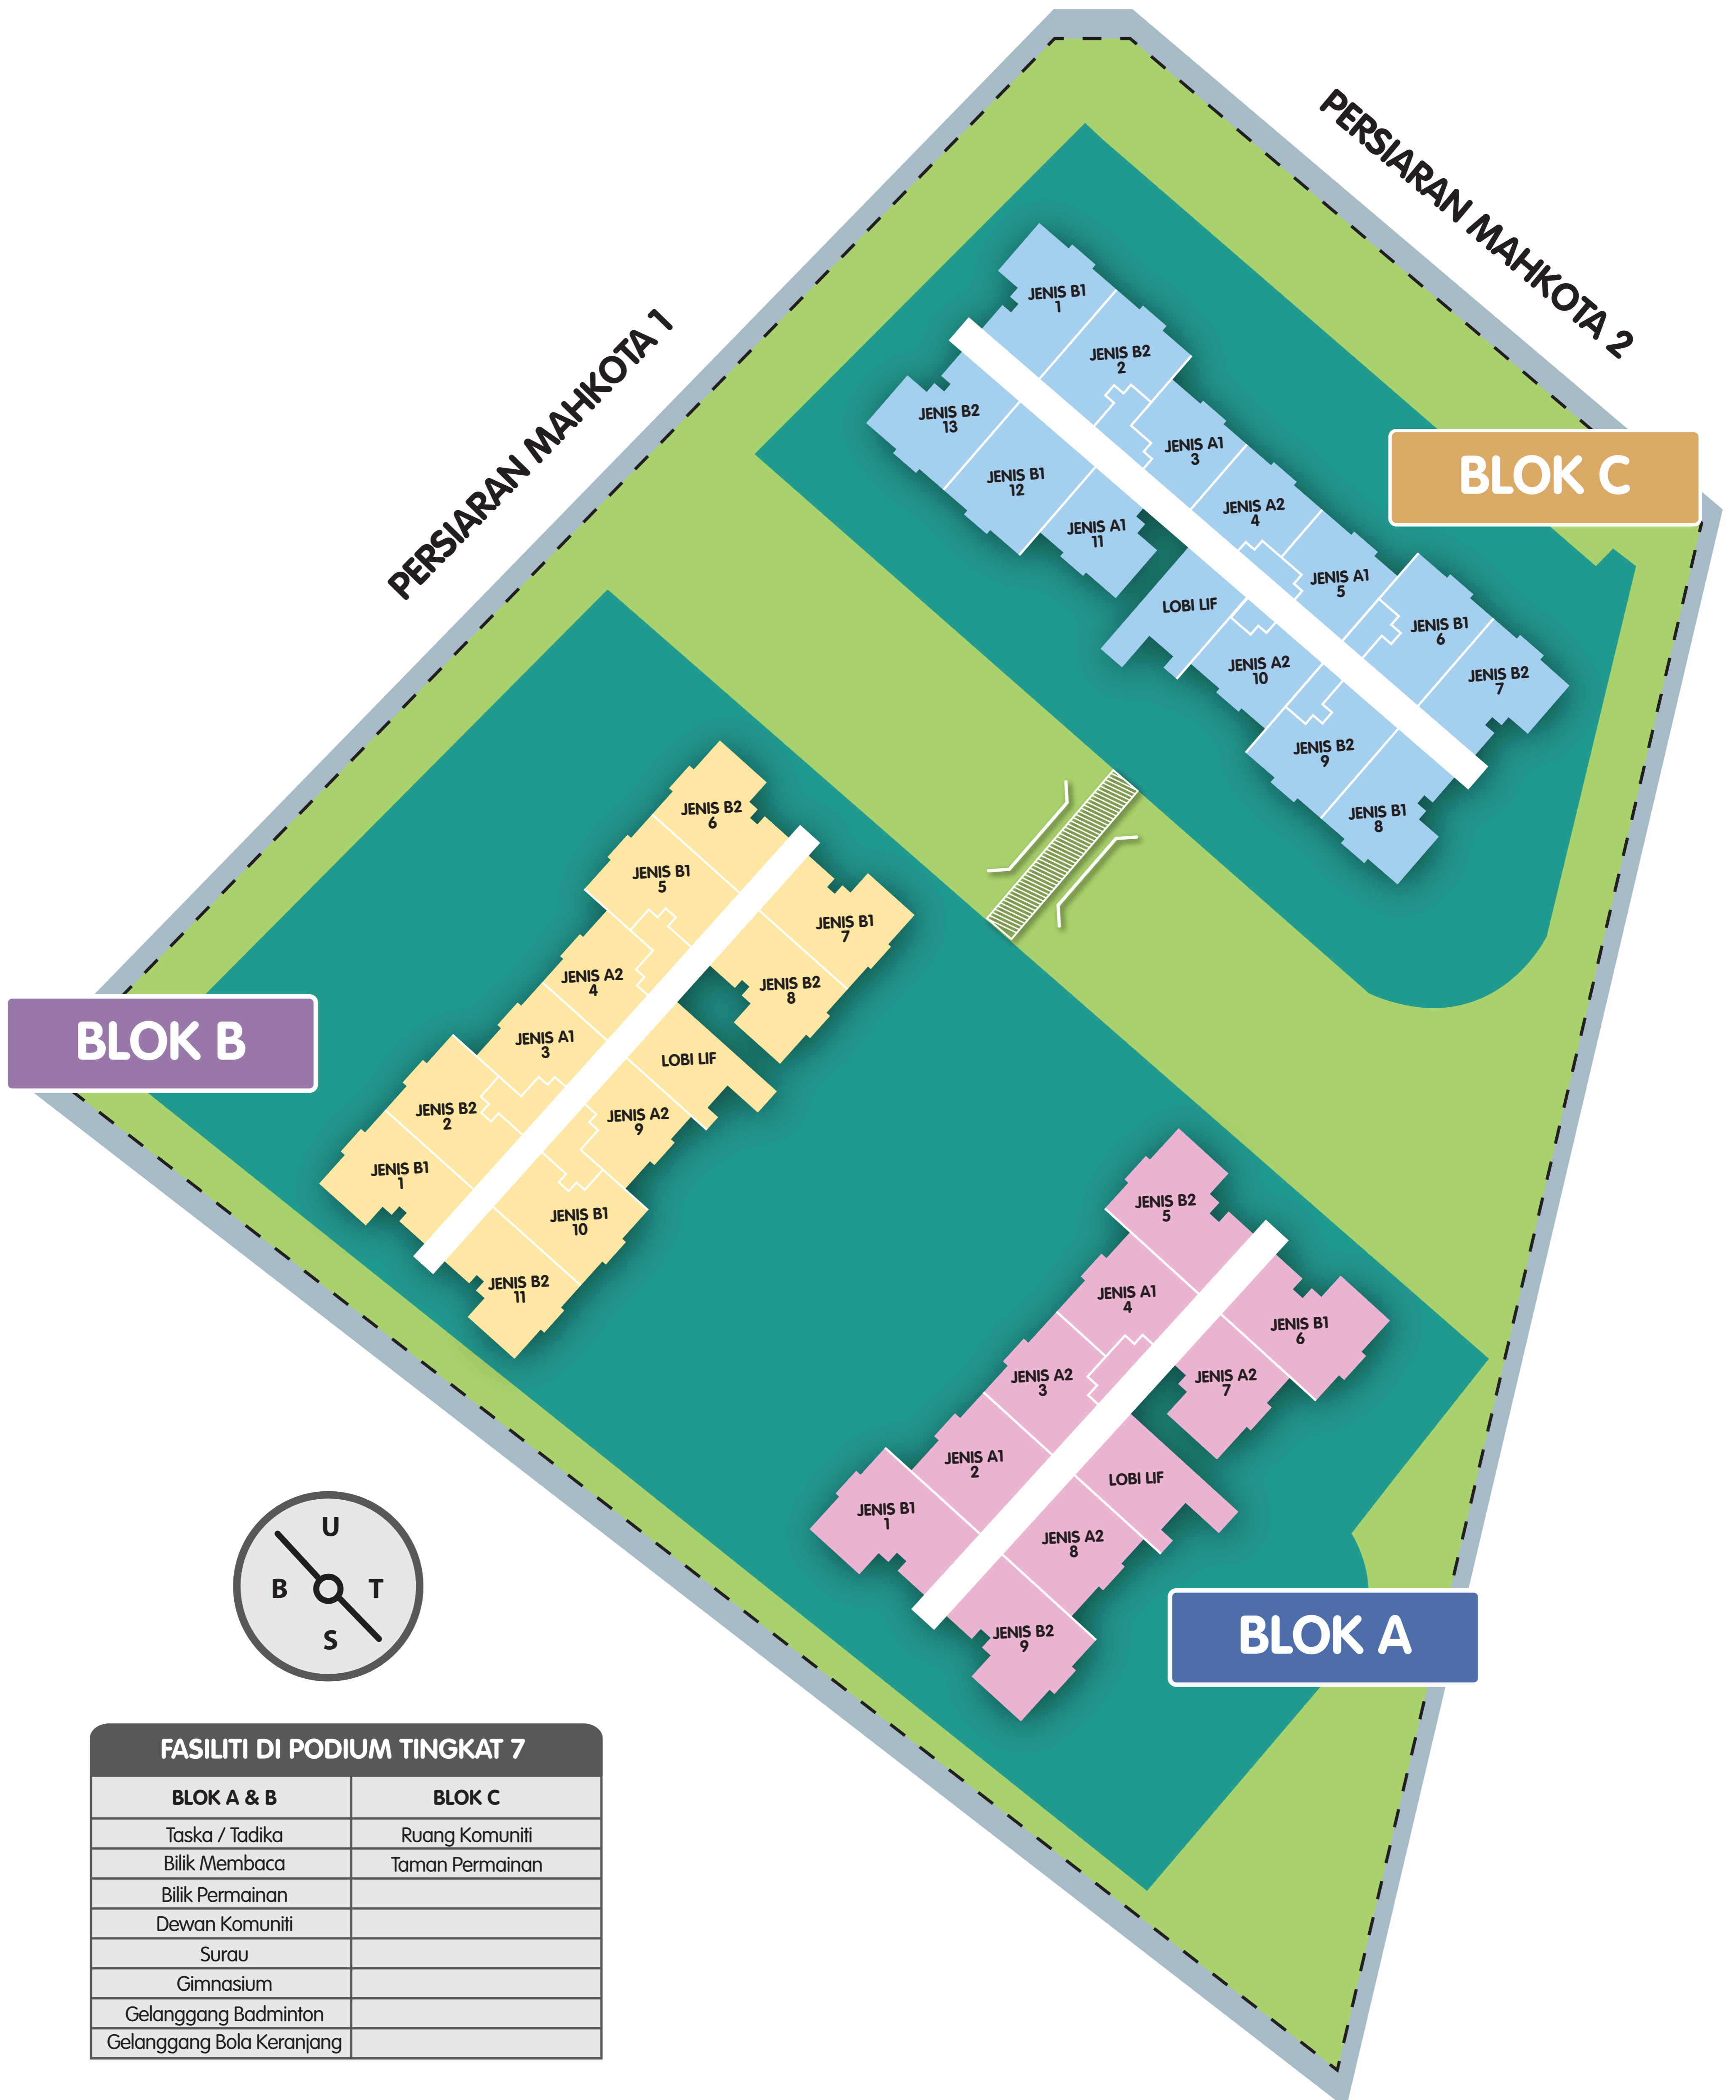 PERSIARAN MAHKOTA 1
PERSIARAN MAHKOTA 2
BLOK C
JENIS B1
1
JENIS B2
2
JENIS A1
3
JENIS A2
4
JENIS A1
5
JENIS B1
6
JENIS B2
7
JENIS B1
8
JENIS B2
9
JENIS A2
10
LOBI LIF
JENIS A1
11
JENIS B1
12
JENIS B2
13
BLOK B
JENIS B1
1
JENIS B2
2
JENIS A1
3
JENIS A2
4
JENIS B1
5
JENIS B2
6
JENIS B1
7
JENIS B2
8
LOBI LIF
JENIS A2
9
JENIS B1
10
JENIS B2
11
BLOK A
JENIS B1
1
JENIS A1
2
JENIS A2
3
JENIS A1
4
JENIS B2
5
JENIS B1
6
JENIS A2
7
LOBI LIF
JENIS A2
8
JENIS B2
9
U
B T
S
FASILITI DI PODIUM TINGKAT 7
BLOK A & B BLOK C
Taska / Tadika Ruang Komuniti
Bilik Membaca Taman Permainan
Bilik Permainan
Dewan Komuniti
Surau
Gimnasium
Gelanggang Badminton
Gelanggang Bola Keranjang